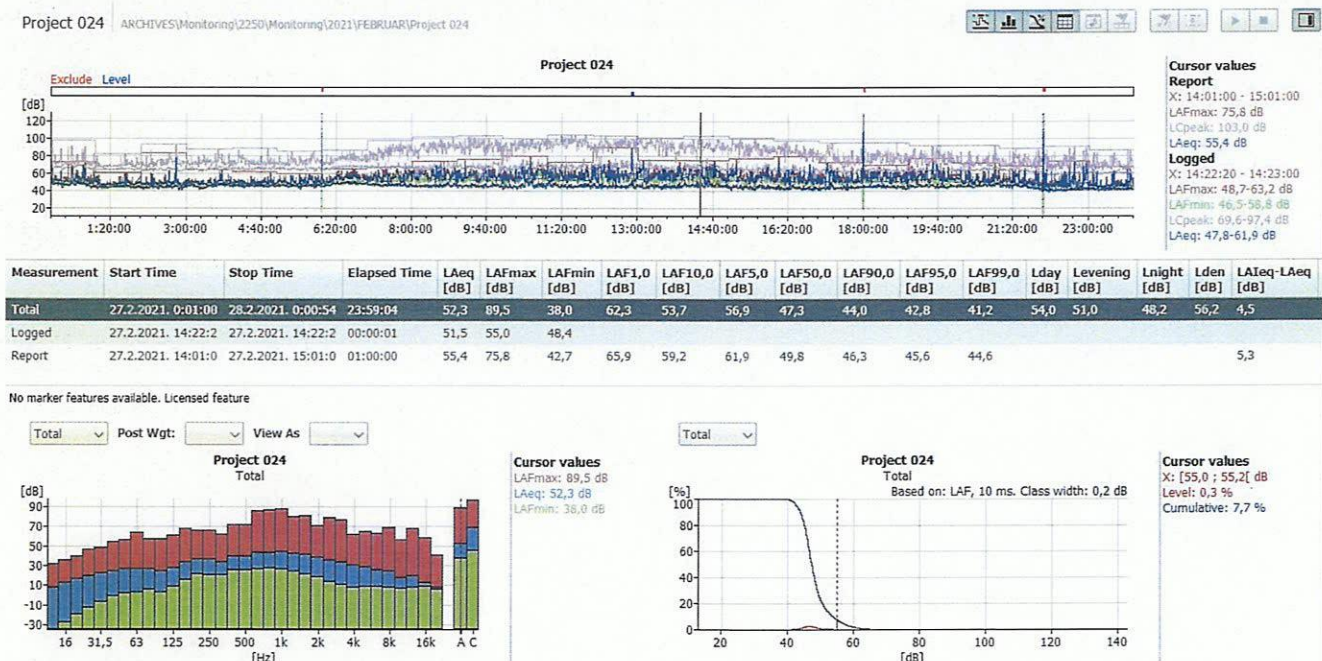 Project 024 ARCHIVES\Monitoring\2250\Monitoring\2021\FEBRUAR\Project 024
Project 024
Exclude Level
[dB]
120
100
80
60
40
20
1:20:00 3:00:00 4:40:00 6:20:00 8:00:00 9:40:00 11:20:00 13:00:00 14:40:00 16:20:00 18:00:00 19:40:00 21:20:00 23:00:00
Cursor values
Report
X: 14:01:00 - 15:01:00
LAFmax: 75,8 dB
LCpeak: 103,0 dB
LAeq: 55,4 dB
Logged
X: 14:22:20 - 14:23:00
LAFmax: 48,7-63,2 dB
LAFmin: 46,5-58,8 dB
LCpeak: 69,6-97,4 dB
LAeq: 47,8-61,9 dB
Measurement Start Time Stop Time Elapsed Time LAeq LAFmax LAFmin LAF1,0 LAF10,0 LAF5,0 LAF50,0 LAF90,0 LAF95,0 LAF99,0 Lday Levening Lnight Lden LAIeq-LAeq
[dB] [dB] [dB] [dB] [dB] [dB] [dB] [dB] [dB] [dB] [dB] [dB] [dB] [dB] [dB]
Total 27.2.2021. 0:01:00 28.2.2021. 0:00:54 23:59:04 52,3 89,5 38,0 62,3 53,7 56,9 47,3 44,0 42,8 41,2 54,0 51,0 48,2 56,2 4,5
Logged 27.2.2021. 14:22:2 27.2.2021. 14:22:2 00:00:01 51,5 55,0 48,4
Report 27.2.2021. 14:01:0 27.2.2021. 15:01:0 01:00:00 55,4 75,8 42,7 65,9 59,2 61,9 49,8 46,3 45,6 44,6 5,3
No marker features available. Licensed feature
Total Post Wgt: View As
Project 024
Total
[dB]
90
70
50
30
10
-10
-30
16 31,5 63 125 250 500 1k 2k 4k 8k 16k A C
[Hz]
Cursor values
LAFmax: 89,5 dB
LAeq: 52,3 dB
LAFmin: 38,0 dB
Total
Project 024
Total
[%] Based on: LAF, 10 ms. Class width: 0,2 dB
100
80
60
40
20
0
20 40 60 80 100 120 140
[dB]
Cursor values
X: [55,0 ; 55,2[ dB
Level: 0,3 %
Cumulative: 7,7 %